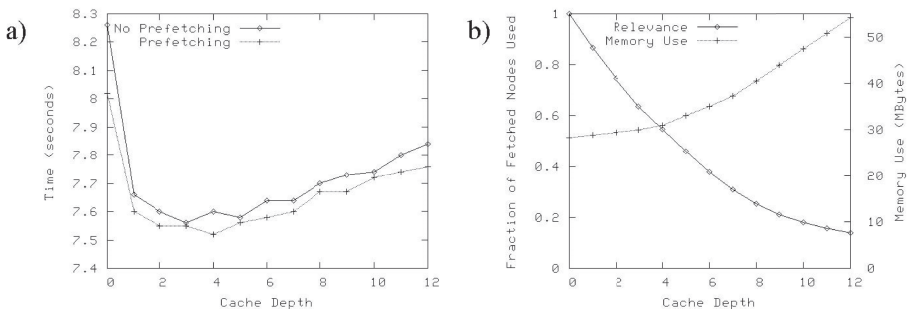 a)
No Prefetching
Prefetching
8.3
8.2
8.1
8
7.9
7.8
7.7
7.6
7.5
7.4
Time (seconds)
0 2 4 6 8 10 12
Cache Depth
b)
Relevance
Memory Use
1
0.8
0.6
0.4
0.2
0
Fraction of Fetched Nodes Used
50
40
30
20
10
0
Memory Use (MBytes)
0 2 4 6 8 10 12
Cache Depth